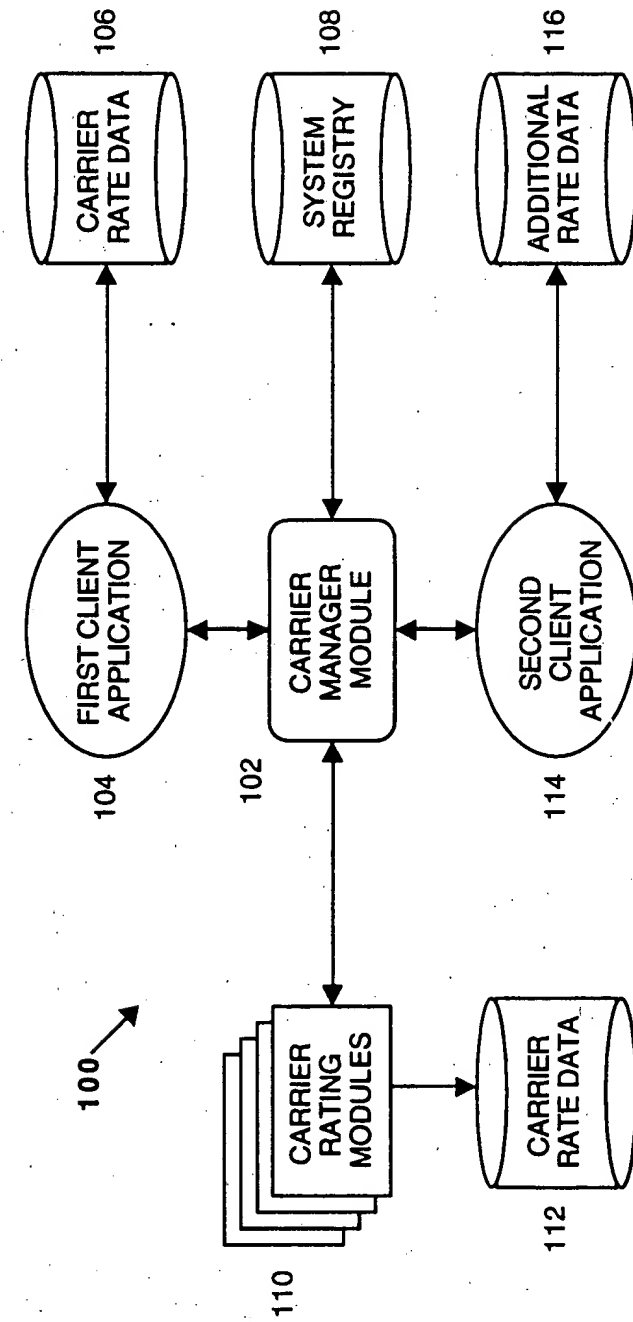 100
110
CARRIER
RATING
MODULES
112
CARRIER RATE DATA
104
FIRST CLIENT
APPLICATION
102
CARRIER
MANAGER
MODULE
114
SECOND
CLIENT
APPLICATION
106
CARRIER
RATE DATA
108
SYSTEM
REGISTRY
116
ADDITIONAL
RATE DATA